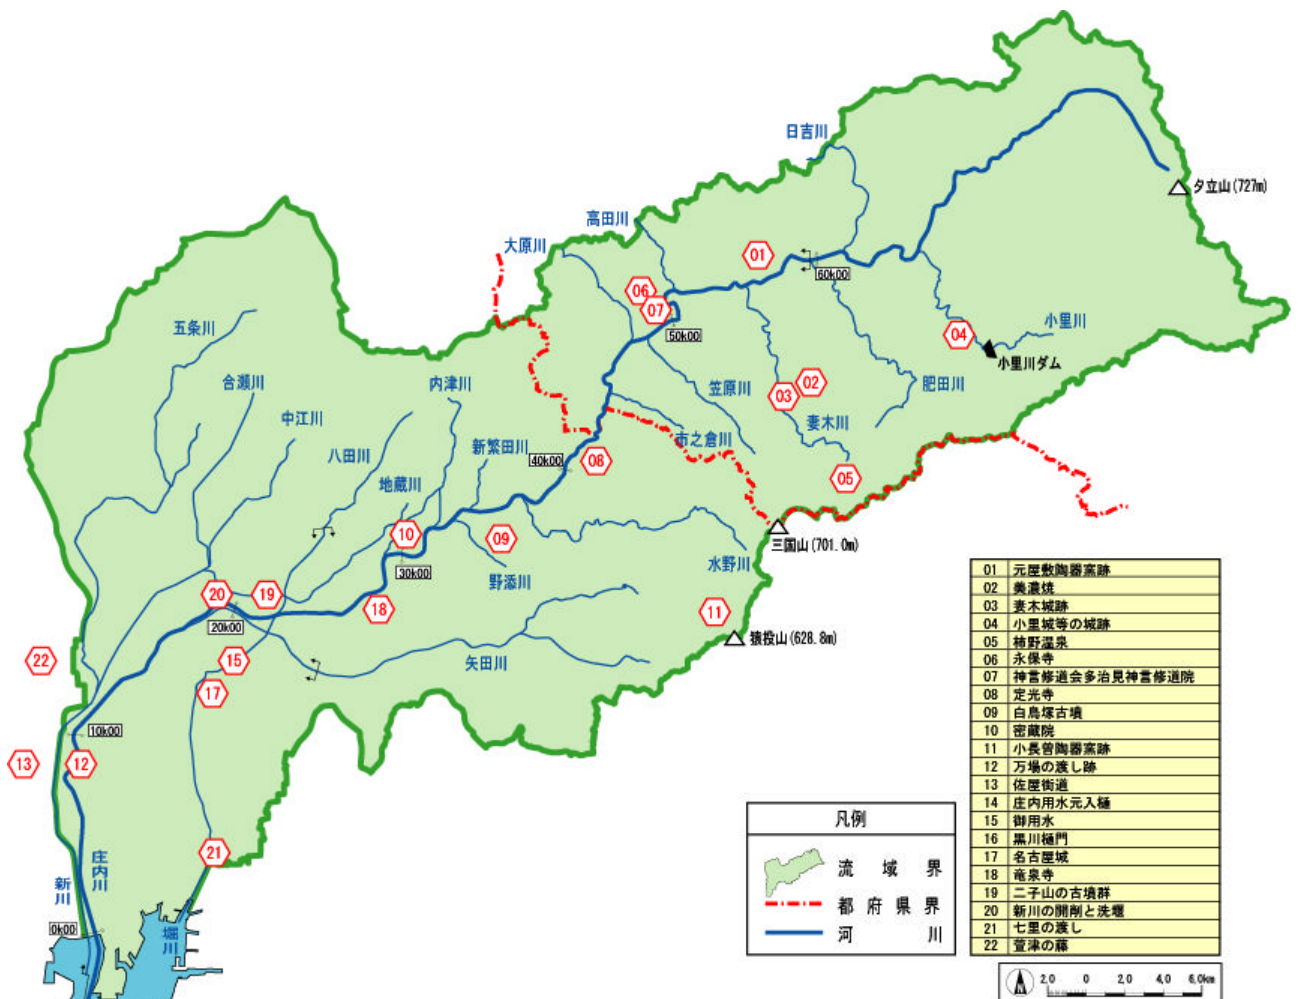 日吉川
夕立山(727m)
高田川
大原川
01
60k00
06
07
50k00
五条川
04
小里川
小里川ダム
合瀬川
内津川
笠原川
02
03
肥田川
中江川
妻木川
八田川
新繁田川
市之倉川
40k00
08
地蔵川
05
10
09
三国山(701.0m)
30k00
野添川
水野川
20
19
18
11
20k00
猿投山(628.8m)
22
15
矢田川
17
10k00
13
12
21
庄内川
新川
堀川
0k00
01 元屋敷陶器窯跡
02 美濃焼
03 妻木城跡
04 小里城等の城跡
05 柿野温泉
06 永保寺
07 神言修道会多治見神言修道院
08 定光寺
09 白鳥塚古墳
10 密蔵院
11 小長曽陶器窯跡
12 万場の渡し跡
13 佐屋街道
14 庄内用水元入樋
15 御用水
16 黒川樋門
17 名古屋城
18 竜泉寺
19 二子山の古墳群
20 新川の開削と洗堰
21 七里の渡し
22 萱津の藤
凡例
流域界
都府県界
河川
2.0 0 2.0 4.0 6.0km